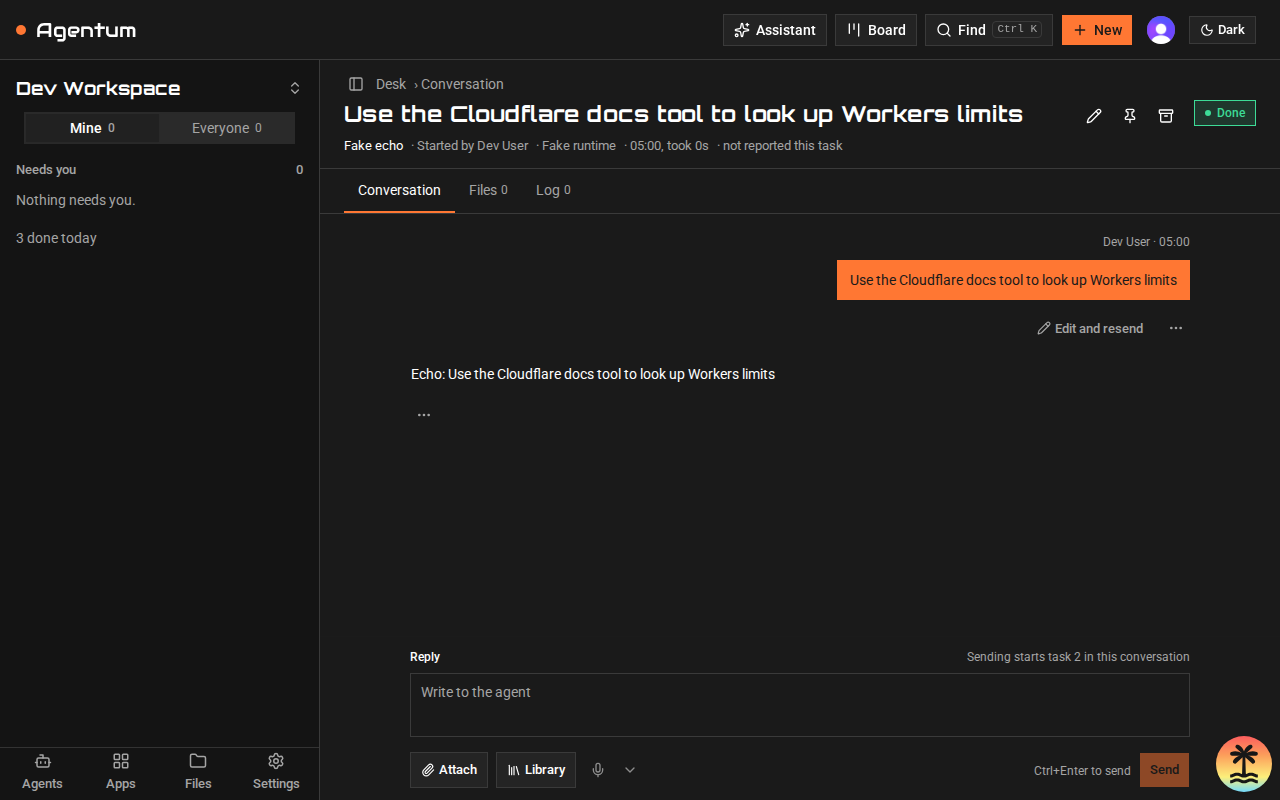 Agentum
Assistant
Board
Find Ctrl K
New
Dark
Dev Workspace
Mine 0
Everyone 0
Needs you 0
Nothing needs you.
3 done today
Agents
Apps
Files
Settings
Desk › Conversation
Use the Cloudflare docs tool to look up Workers limits
Done
Fake echo · Started by Dev User · Fake runtime · 05:00, took 0s · not reported this task
Conversation
Files 0
Log 0
Dev User · 05:00
Use the Cloudflare docs tool to look up Workers limits
Edit and resend
Echo: Use the Cloudflare docs tool to look up Workers limits
Reply
Sending starts task 2 in this conversation
Write to the agent
Attach
Library
Ctrl+Enter to send
Send